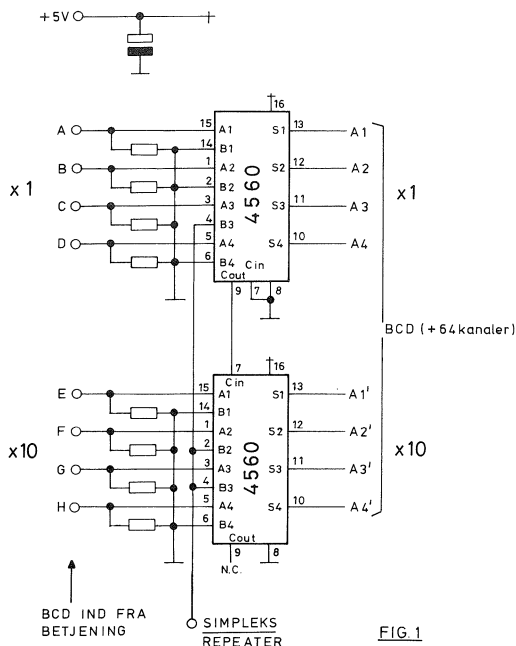 +5V
16
A 15 A1 S1 13 A1
14 B1
B 1 A2 S2 12 A2
x1 2 B2 x1
C 3 A3 S3 11 A3
4 B3
D 5 A4 S4 10 A4
6 B4
4560
Cin
Cout
9 7 8
BCD (+64kanaler)
7 16
Cin
E 15 A1 S1 13 A1'
14 B1
F 1 A2 S2 12 A2'
x10 2 B2 x10
G 3 A3 S3 11 A3'
4 B3
H 5 A4 S4 10 A4'
6 B4
4560
Cout
9 8
N.C.
BCD IND FRA
BETJENING
SIMPLEKS
REPEATER
FIG. 1